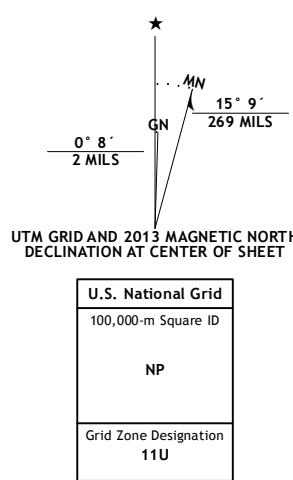 ★
MN
GN
15° 9´
269 MILS
0° 8´
2 MILS
UTM GRID AND 2013 MAGNETIC NORTH
DECLINATION AT CENTER OF SHEET
U.S. National Grid
100,000-m Square ID
NP
Grid Zone Designation
11U